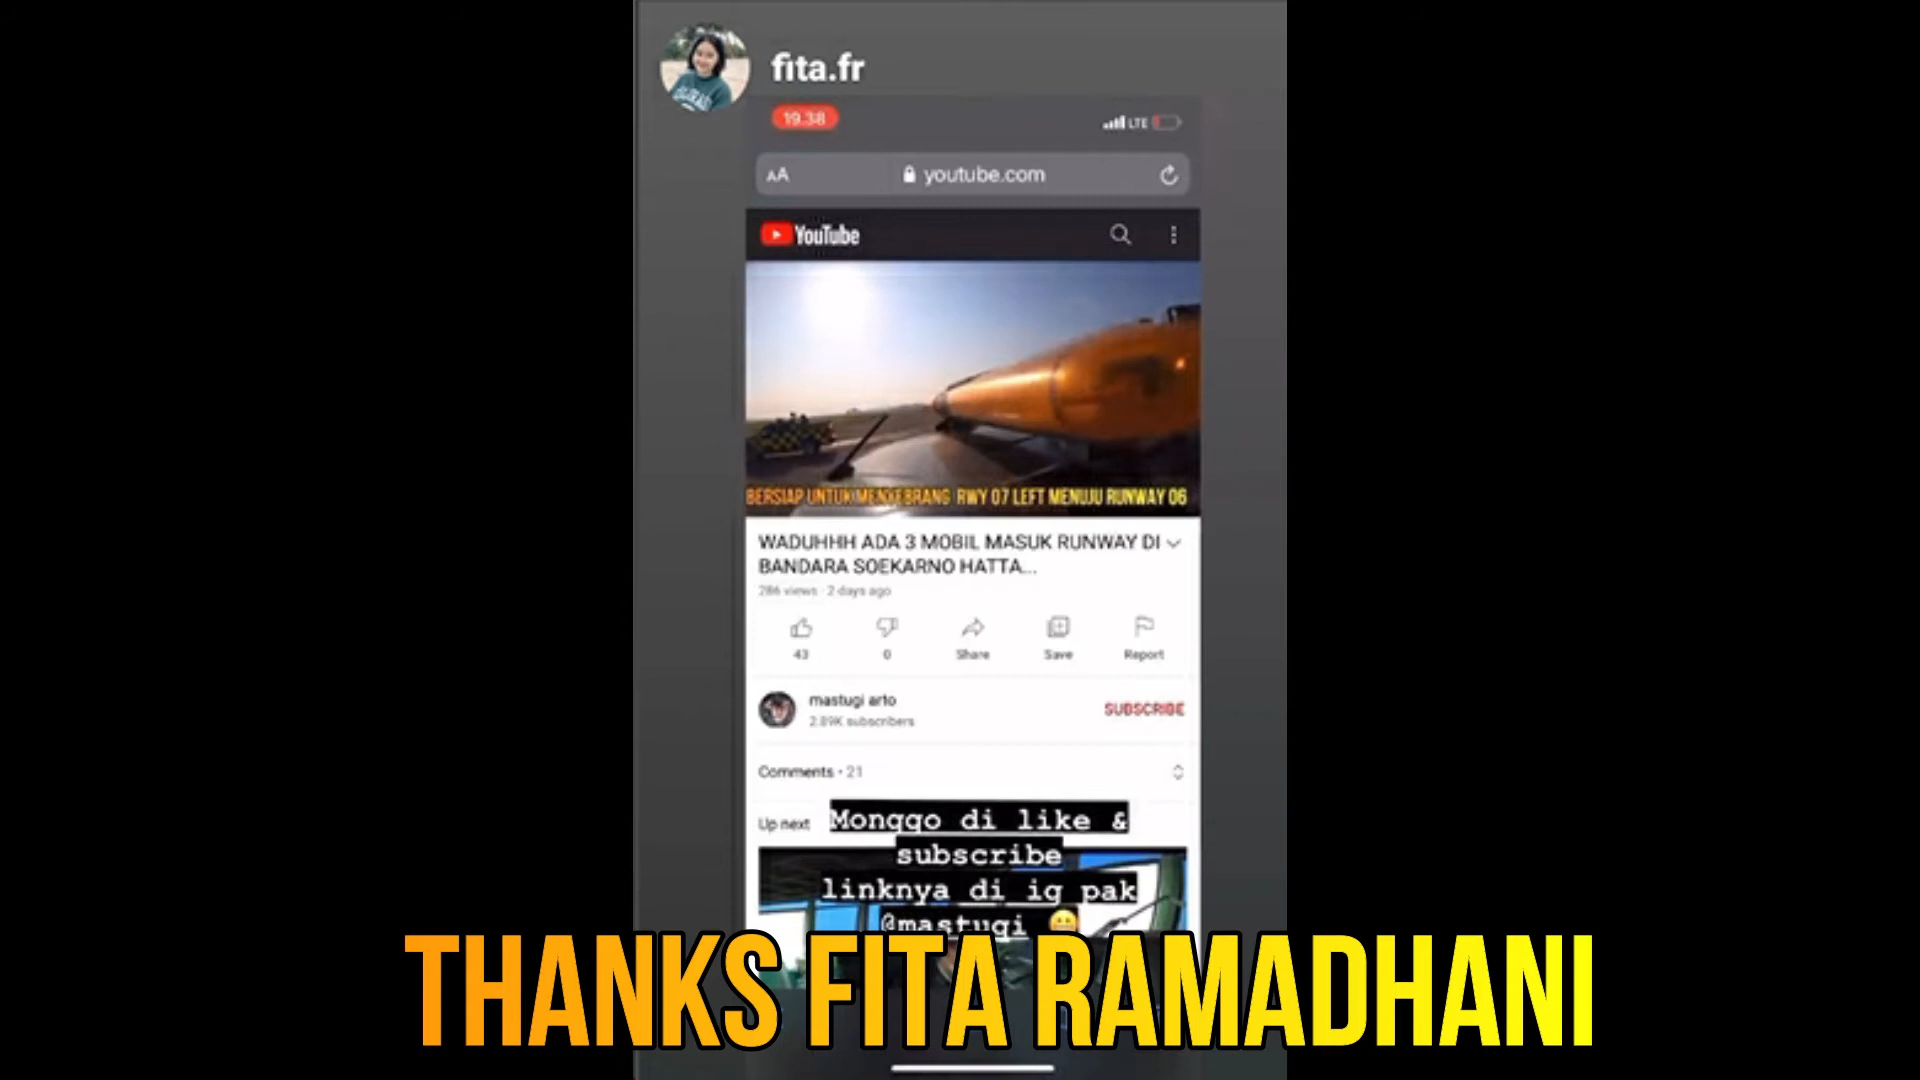 fita.fr
19.38
LTE
AA
youtube.com
YouTube
BERSIAP UNTUK MENYEBRANG RWY 07 LEFT MENUJU RUNWAY 06
WADUHHH ADA 3 MOBIL MASUK RUNWAY DI
BANDARA SOEKARNO HATTA...
286 views · 2 days ago
43 0 Share Save Report
mastugi arto
2.89K subscribers
SUBSCRIBE
Comments • 21
Up next
Monggo di like &
subscribe
linknya di ig pak
@mastugi 😁
THANKS FITA RAMADHANI